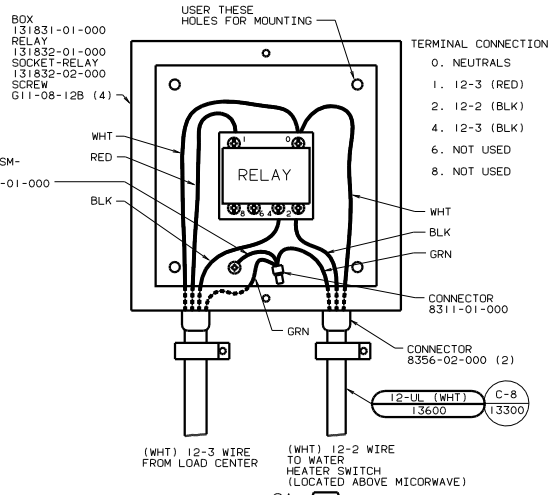 BOX
131831-01-000
RELAY
131832-01-000
SOCKET-RELAY
131832-02-000
SCREW
G11-08-12B (4)
USER THESE
HOLES FOR MOUNTING
TERMINAL CONNECTION
0. NEUTRALS
1. 12-3 (RED)
2. 12-2 (BLK)
4. 12-3 (BLK)
6. NOT USED
8. NOT USED
WHT
RED
SM-
-01-000
BLK
1
0
RELAY
8 6 4 2
WHT
BLK
GRN
CONNECTOR
8311-01-000
GRN
CONNECTOR
8356-02-000 (2)
12-UL (WHT)
13600
C-8
13300
(WHT) 12-3 WIRE
FROM LOAD CENTER
(WHT) 12-2 WIRE
TO WATER
HEATER SWITCH
(LOCATED ABOVE MICORWAVE)